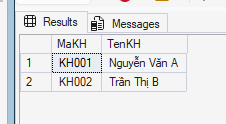 Results Messages
MaKH TenKH
1 KH001 Nguyễn Văn A
2 KH002 Trần Thị B